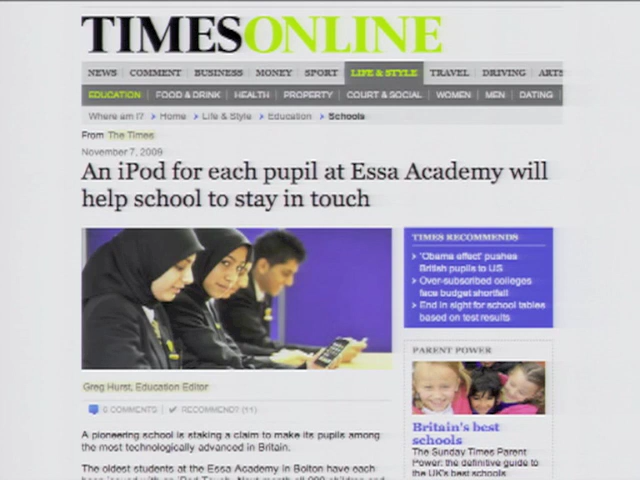 TIMESONLINE
NEWS COMMENT BUSINESS MONEY SPORT LIFE & STYLE TRAVEL DRIVING ARTS
EDUCATION FOOD & DRINK HEALTH PROPERTY COURT & SOCIAL WOMEN MEN DATING
Where am I? Home Life & Style Education Schools
From The Times
November 7, 2009
An iPod for each pupil at Essa Academy will
help school to stay in touch
TIMES RECOMMENDS
'Obama effect' pushes
British pupils to US
Over-subscribed colleges
face budget shortfall
End in sight for school tables
based on test results
PARENT POWER
Greg Hurst, Education Editor
COMMENTS RECOMMEND? (11)
A pioneering school is staking a claim to make its pupils among
the most technologically advanced in Britain.
The oldest students at the Essa Academy in Bolton have each
Britain's best
schools
The Sunday Times Parent
Power: the definitive guide to
the UK's best schools